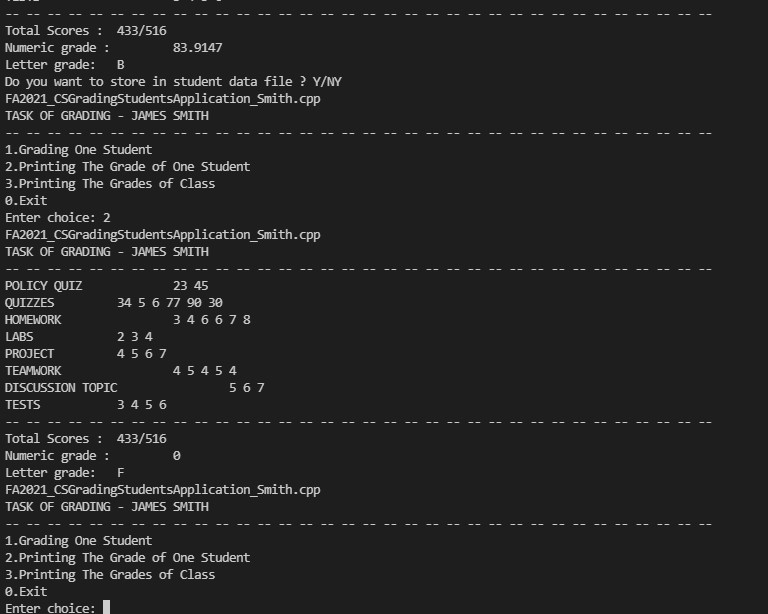 -- -- -- -- -- -- -- -- -- -- -- -- -- -- -- -- -- -- -- -- -- -- -- -- -- --
Total Scores :  433/516
Numeric grade :         83.9147
Letter grade:   B
Do you want to store in student data file ? Y/NY
FA2021_CSGradingStudentsApplication_Smith.cpp
TASK OF GRADING - JAMES SMITH
-- -- -- -- -- -- -- -- -- -- -- -- -- -- -- -- -- -- -- -- -- -- -- -- -- --
1.Grading One Student
2.Printing The Grade of One Student
3.Printing The Grades of Class
0.Exit
Enter choice: 2
FA2021_CSGradingStudentsApplication_Smith.cpp
TASK OF GRADING - JAMES SMITH
-- -- -- -- -- -- -- -- -- -- -- -- -- -- -- -- -- -- -- -- -- -- -- -- -- --
POLICY QUIZ             23 45
QUIZZES         34 5 6 77 90 30
HOMEWORK                3 4 6 6 7 8
LABS            2 3 4
PROJECT         4 5 6 7
TEAMWORK                4 5 4 5 4
DISCUSSION TOPIC                5 6 7
TESTS           3 4 5 6
-- -- -- -- -- -- -- -- -- -- -- -- -- -- -- -- -- -- -- -- -- -- -- -- -- --
Total Scores :  433/516
Numeric grade :         0
Letter grade:   F
FA2021_CSGradingStudentsApplication_Smith.cpp
TASK OF GRADING - JAMES SMITH
-- -- -- -- -- -- -- -- -- -- -- -- -- -- -- -- -- -- -- -- -- -- -- -- -- --
1.Grading One Student
2.Printing The Grade of One Student
3.Printing The Grades of Class
0.Exit
Enter choice: